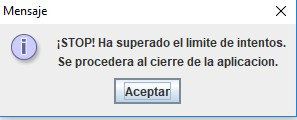 Mensaje
¡STOP! Ha superado el limite de intentos.
Se procedera al cierre de la aplicacion.
Aceptar